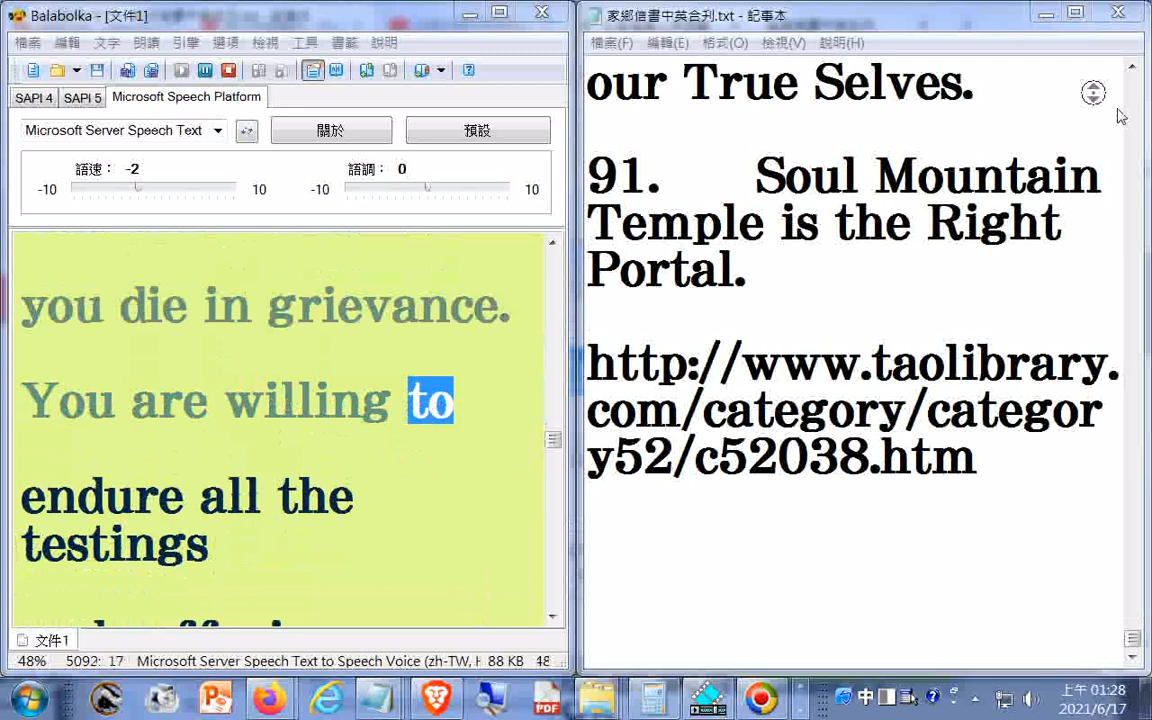 Balabolka - [文件1]
檔案 編輯 文字 朗讀 引擎 選項 檢視 工具 書籤 說明
SAPI 4 SAPI 5 Microsoft Speech Platform
Microsoft Server Speech Text 關於 預設
語速： -2 語調： 0
-10 10 -10 10
you die in grievance.
You are willing to
endure all the
testings
文件1
48% 5092: 17 Microsoft Server Speech Text to Speech Voice (zh-TW, H 88 KB 48
家鄉信書中英合刋.txt - 記事本
檔案(F) 編輯(E) 格式(O) 檢視(V) 說明(H)
our True Selves.
91. Soul Mountain
Temple is the Right
Portal.
http://www.taolibrary.
com/category/categor
y52/c52038.htm
PDF
中
上午 01:28
2021/6/17